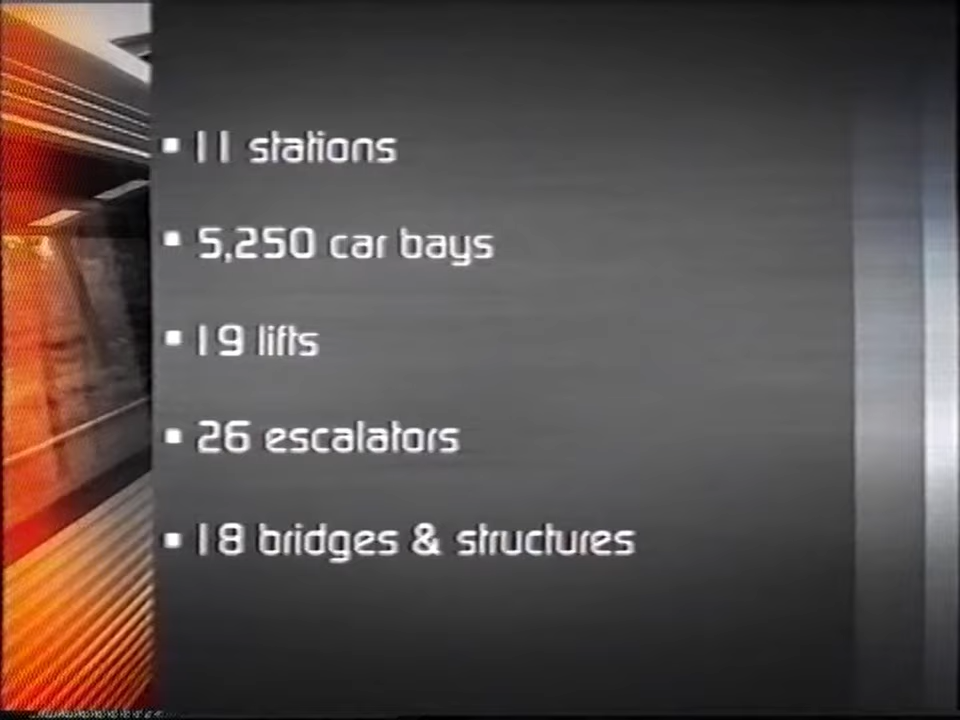 ▪ 11 stations
▪ 5,250 car bays
▪ 19 lifts
▪ 26 escalators
▪ 18 bridges & structures